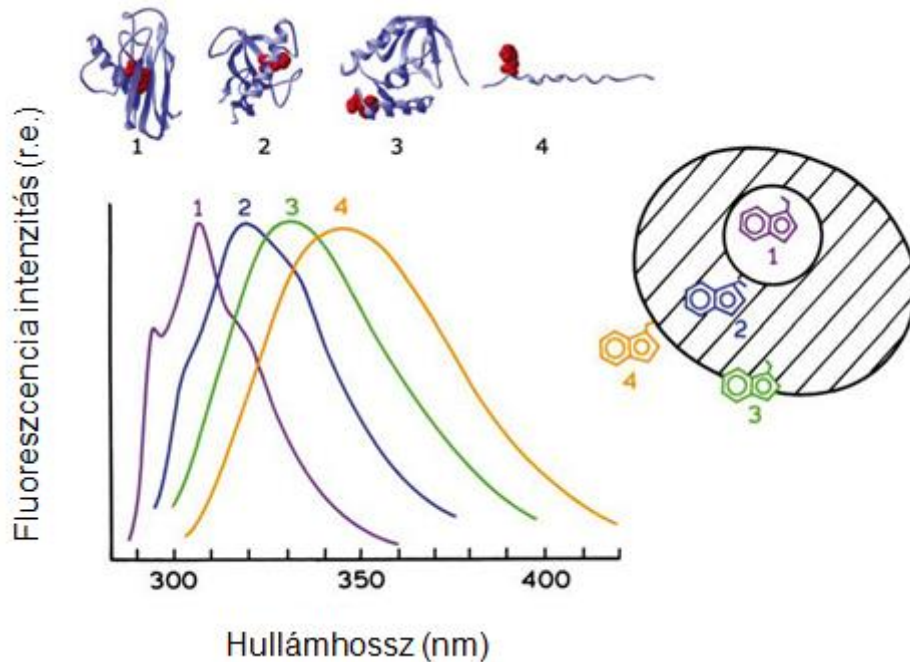 1 2 3 4
Fluoreszcencia intenzitás (r.e.)
1 2 3 4
300 350 400
Hullámhossz (nm)
1
2
4
3